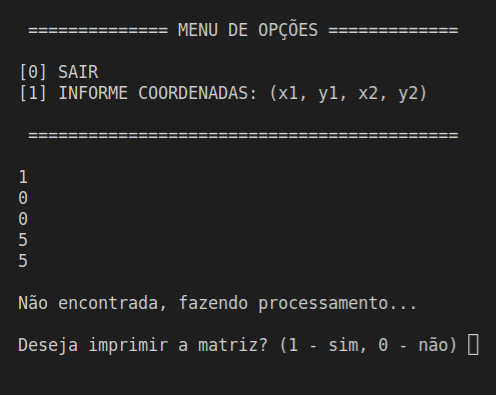 ============== MENU DE OPÇÕES =============
[0] SAIR
[1] INFORME COORDENADAS: (x1, y1, x2, y2)
===========================================
1
0
0
5
5
Não encontrada, fazendo processamento...
Deseja imprimir a matriz? (1 - sim, 0 - não)